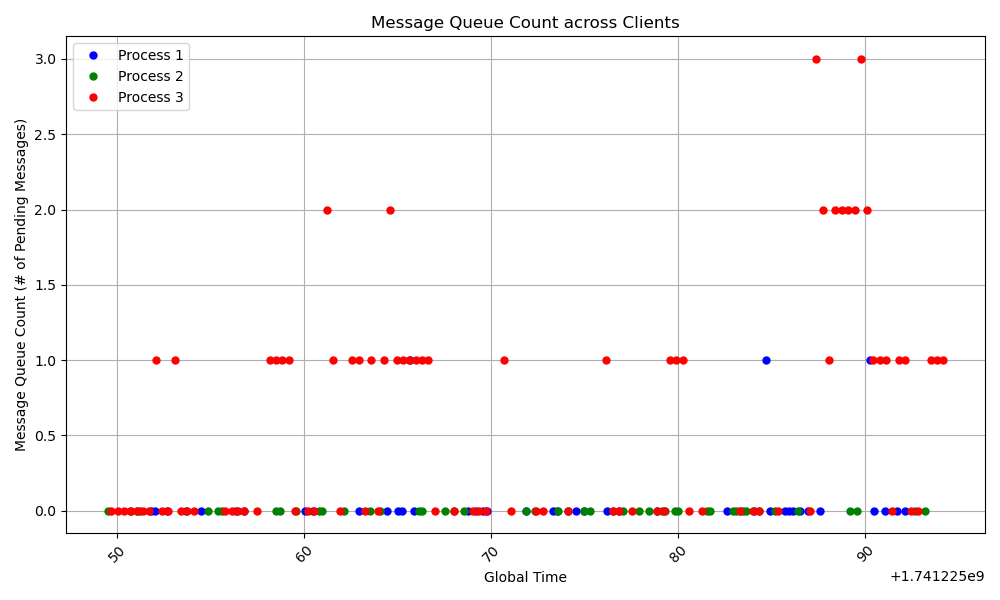 Message Queue Count across Clients
Process 1
Process 2
Process 3
Message Queue Count (# of Pending Messages)
3.0
2.5
2.0
1.5
1.0
0.5
0.0
50
60
70
80
90
Global Time
+1.741225e9